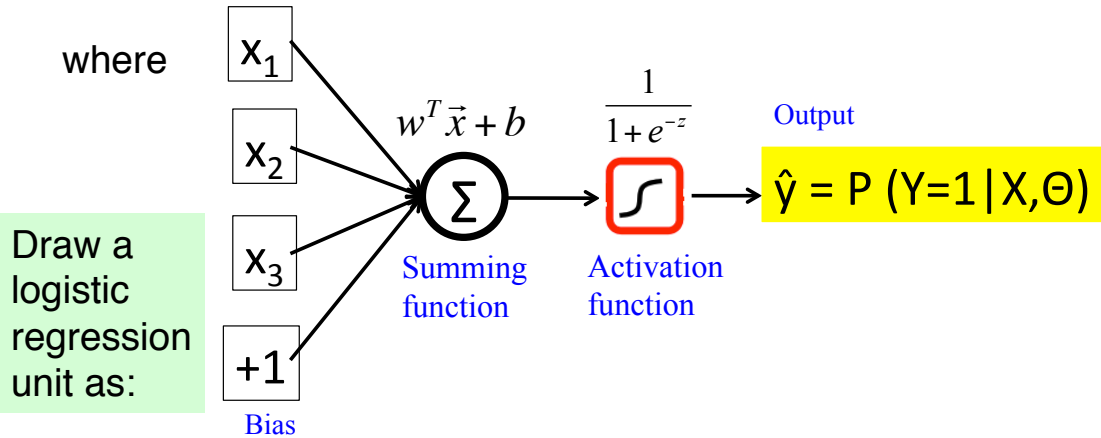 where
x₁
x₂
x₃
+1
Bias
Draw a
logistic
regression
unit as:
wᵀ x⃗ + b
Σ
Summing
function
1
1+ e⁻ᶻ
Activation
function
Output
ŷ = P (Y=1|X,Θ)